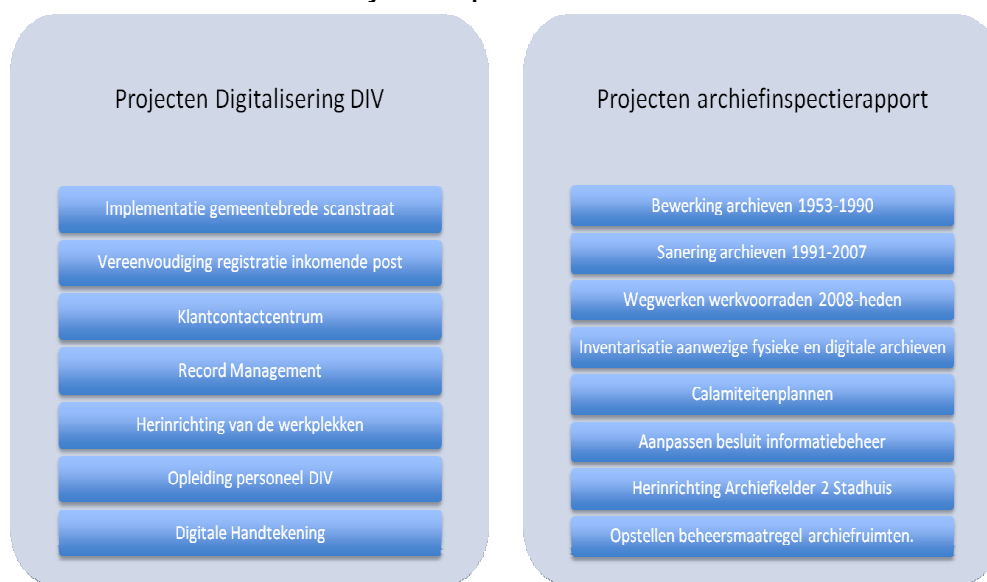 Projecten Digitalisering DIV
Implementatie gemeentebrede scanstraat
Vereenvoudiging registratie inkomende post
Klantcontactcentrum
Record Management
Herinrichting van de werkplekken
Opleiding personeel DIV
Digitale Handtekening
Projecten archiefinspectierapport
Bewerking archieven 1953-1990
Sanering archieven 1991-2007
Wegwerken werkvoorraden 2008-heden
Inventarisatie aanwezige fysieke en digitale archieven
Calamiteitenplannen
Aanpassen besluit informatiebeheer
Herinrichting Archiefkelder 2 Stadhuis
Opstellen beheersmaatregel archiefruimten.